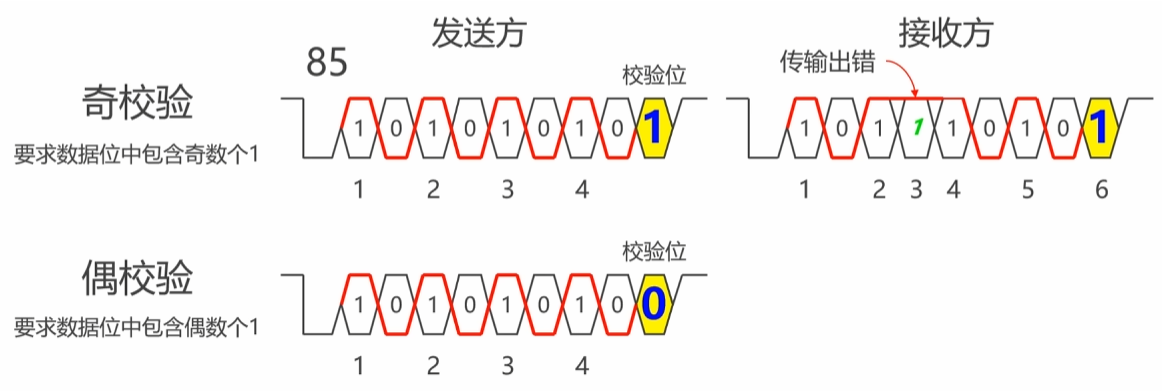 发送方
接收方
85
校验位
传输出错
奇校验
要求数据位中包含奇数个1
1 0 1 0 1 0 1 0 1
1 0 1 1 1 0 1 0 1
1 2 3 4
1 2 3 4 5 6
校验位
偶校验
要求数据位中包含偶数个1
1 0 1 0 1 0 1 0 0
1 2 3 4